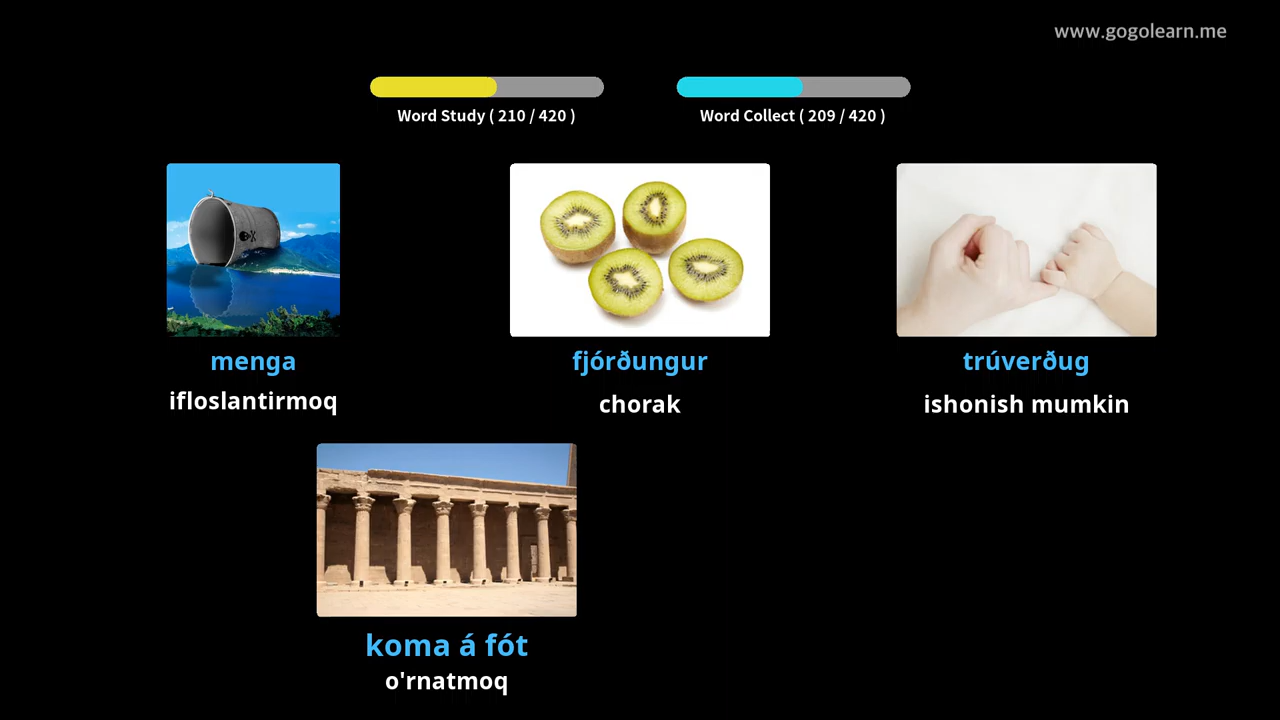 www.gogolearn.me
Word Study ( 210 / 420 )
Word Collect ( 209 / 420 )
menga
ifloslantirmoq
fjórðungur
chorak
trúverðug
ishonish mumkin
koma á fót
o'rnatmoq